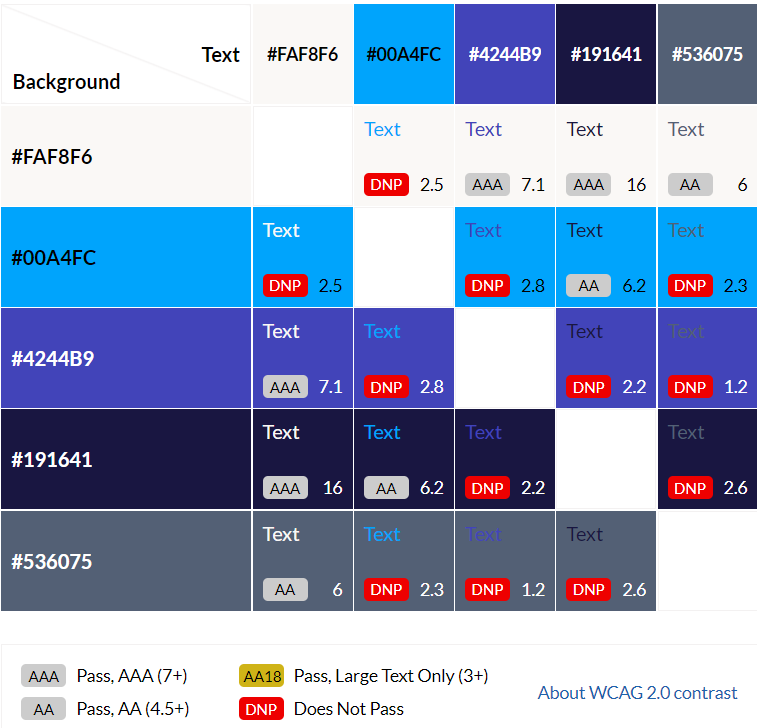 Text #FAF8F6 #00A4FC #4244B9 #191641 #536075
Background
#FAF8F6 Text Text Text Text
DNP 2.5 AAA 7.1 AAA 16 AA 6
#00A4FC Text Text Text Text
DNP 2.5 DNP 2.8 AA 6.2 DNP 2.3
#4244B9 Text Text Text Text
AAA 7.1 DNP 2.8 DNP 2.2 DNP 1.2
#191641 Text Text Text Text
AAA 16 AA 6.2 DNP 2.2 DNP 2.6
#536075 Text Text Text Text
AA 6 DNP 2.3 DNP 1.2 DNP 2.6
AAA Pass, AAA (7+) AA18 Pass, Large Text Only (3+)
About WCAG 2.0 contrast
AA Pass, AA (4.5+) DNP Does Not Pass